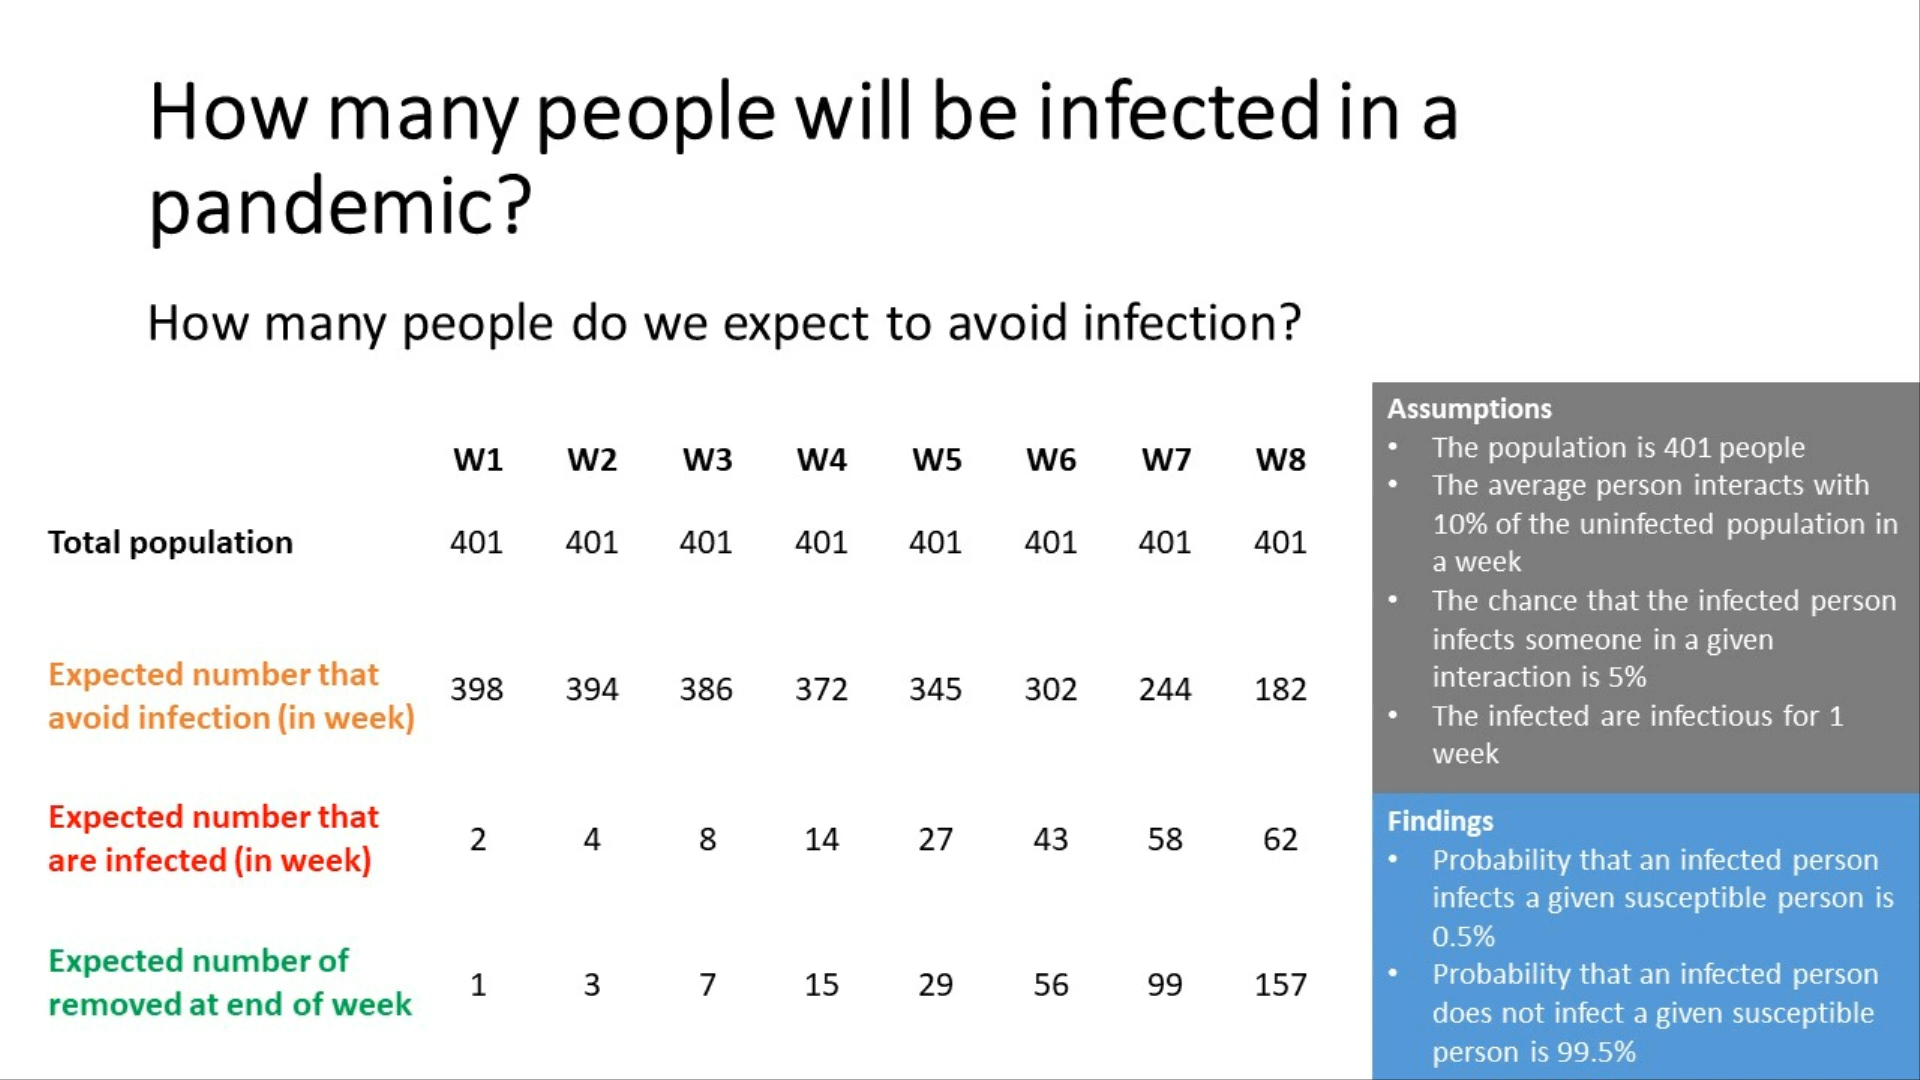 How many people will be infected in a
pandemic?
How many people do we expect to avoid infection?
W1 W2 W3 W4 W5 W6 W7 W8
Total population 401 401 401 401 401 401 401 401
Expected number that
avoid infection (in week) 398 394 386 372 345 302 244 182
Expected number that
are infected (in week) 2 4 8 14 27 43 58 62
Expected number of
removed at end of week 1 3 7 15 29 56 99 157
Assumptions
• The population is 401 people
• The average person interacts with
10% of the uninfected population in
a week
• The chance that the infected person
infects someone in a given
interaction is 5%
• The infected are infectious for 1
week
Findings
• Probability that an infected person
infects a given susceptible person is
0.5%
• Probability that an infected person
does not infect a given susceptible
person is 99.5%